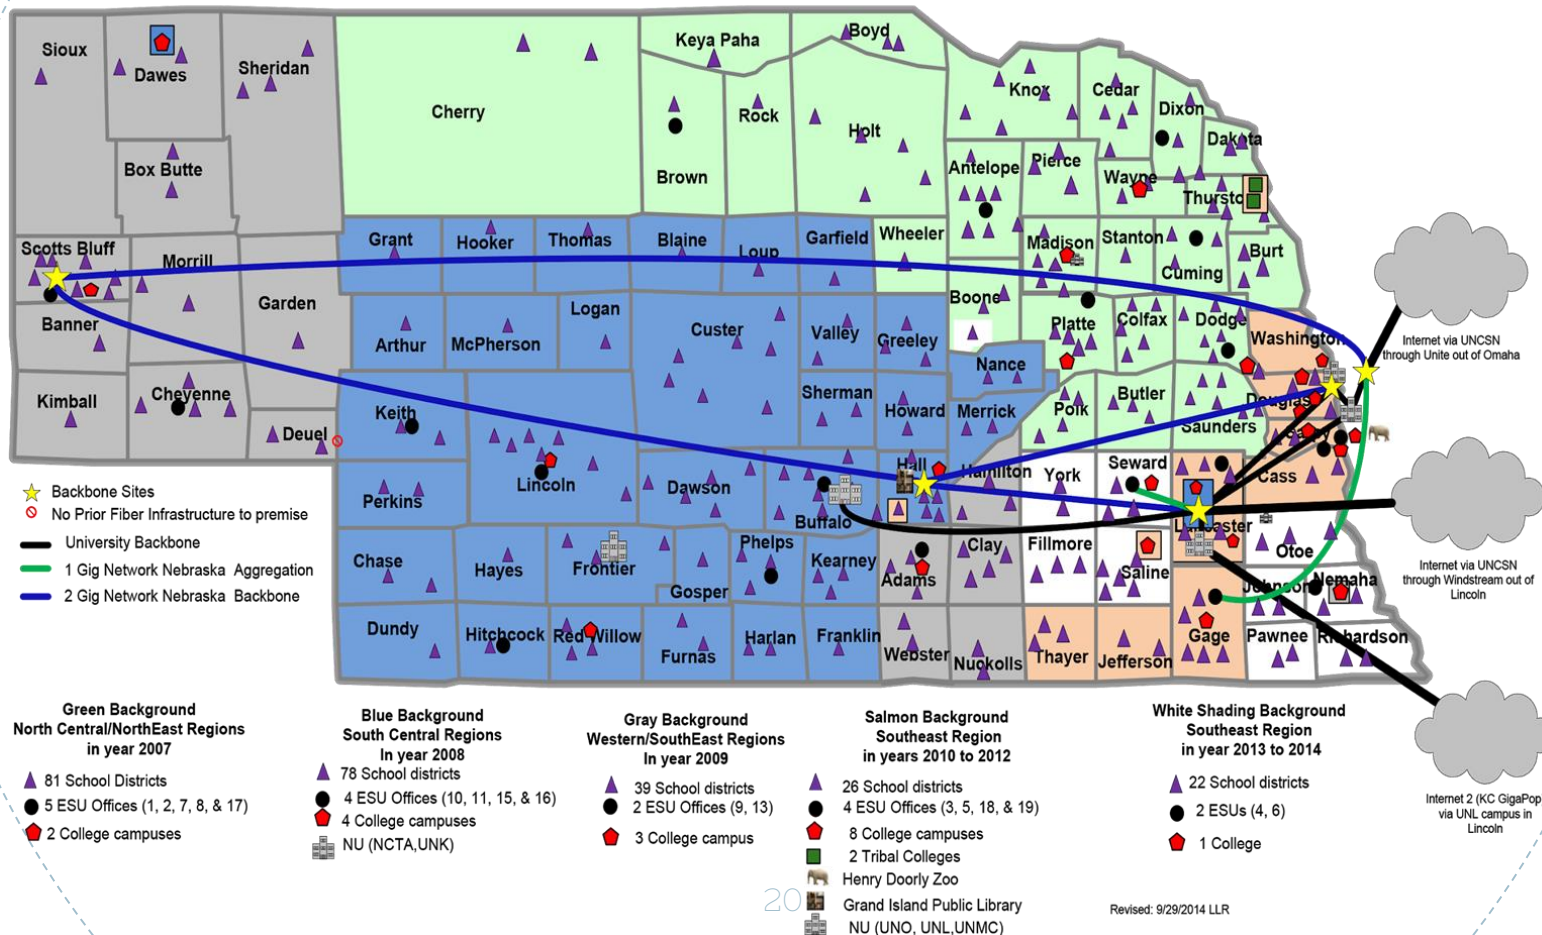 Sioux
Dawes
Sheridan
Cherry
Keya Paha
Boyd
Knox
Cedar
Dixon
Dakota
Box Butte
Brown
Rock
Holt
Antelope
Pierce
Wayne
Thurston
Scotts Bluff
Morrill
Garden
Grant
Hooker
Thomas
Blaine
Loup
Garfield
Wheeler
Madison
Stanton
Cuming
Burt
Banner
Arthur
McPherson
Logan
Custer
Valley
Greeley
Boone
Nance
Platte
Colfax
Dodge
Washington
Kimball
Cheyenne
Deuel
Keith
Lincoln
Sherman
Howard
Merrick
Polk
Butler
Saunders
Douglas
Sarpy
Perkins
Dawson
Buffalo
Hall
Hamilton
York
Seward
Lancaster
Cass
Otoe
Chase
Hayes
Frontier
Gosper
Phelps
Kearney
Adams
Clay
Fillmore
Saline
Johnson
Nemaha
Dundy
Hitchcock
Red Willow
Furnas
Harlan
Franklin
Webster
Nuckolls
Thayer
Jefferson
Gage
Pawnee
Richardson
Internet via UNCSN
through Unite out of Omaha
Internet via UNCSN
through Windstream out of
Lincoln
Internet 2 (KC GigaPop)
via UNL campus in
Lincoln
Backbone Sites
No Prior Fiber Infrastructure to premise
University Backbone
1 Gig Network Nebraska Aggregation
2 Gig Network Nebraska Backbone
Green Background
North Central/NorthEast Regions
in year 2007
81 School Districts
5 ESU Offices (1, 2, 7, 8, & 17)
2 College campuses
Blue Background
South Central Regions
In year 2008
78 School districts
4 ESU Offices (10, 11, 15, & 16)
4 College campuses
NU (NCTA,UNK)
Gray Background
Western/SouthEast Regions
In year 2009
39 School districts
2 ESU Offices (9, 13)
3 College campus
Salmon Background
Southeast Region
in years 2010 to 2012
26 School districts
4 ESU Offices (3, 5, 18, & 19)
8 College campuses
2 Tribal Colleges
Henry Doorly Zoo
Grand Island Public Library
NU (UNO, UNL,UNMC)
White Shading Background
Southeast Region
in year 2013 to 2014
22 School districts
2 ESUs (4, 6)
1 College
20
Revised: 9/29/2014 LLR